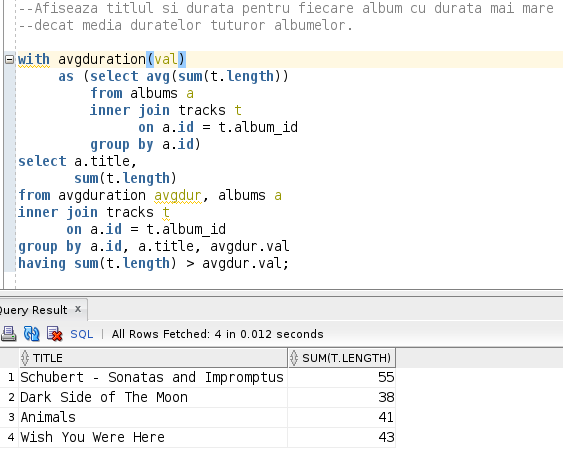 --Afiseaza titlul si durata pentru fiecare album cu durata mai mare
--decat media duratelor tuturor albumelor.
with avgduration(val)
as (select avg(sum(t.length))
from albums a
inner join tracks t
on a.id = t.album_id
group by a.id)
select a.title,
sum(t.length)
from avgduration avgdur, albums a
inner join tracks t
on a.id = t.album_id
group by a.id, a.title, avgdur.val
having sum(t.length) > avgdur.val;
Query Result x
SQL | All Rows Fetched: 4 in 0.012 seconds
TITLE SUM(T.LENGTH)
1 Schubert - Sonatas and Impromptus 55
2 Dark Side of The Moon 38
3 Animals 41
4 Wish You Were Here 43